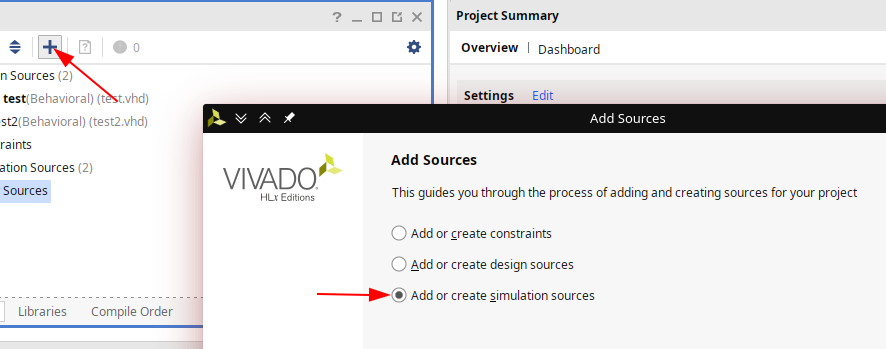 Project Summary
0
Overview | Dashboard
n Sources (2)
test(Behavioral) (test.vhd)
Settings Edit
est2(Behavioral) (test2.vhd)
Add Sources
raints
ation Sources (2)
Sources
VIVADO
HLx Editions
Add Sources
This guides you through the process of adding and creating sources for your project
Add or create constraints
Add or create design sources
Add or create simulation sources
Libraries Compile Order